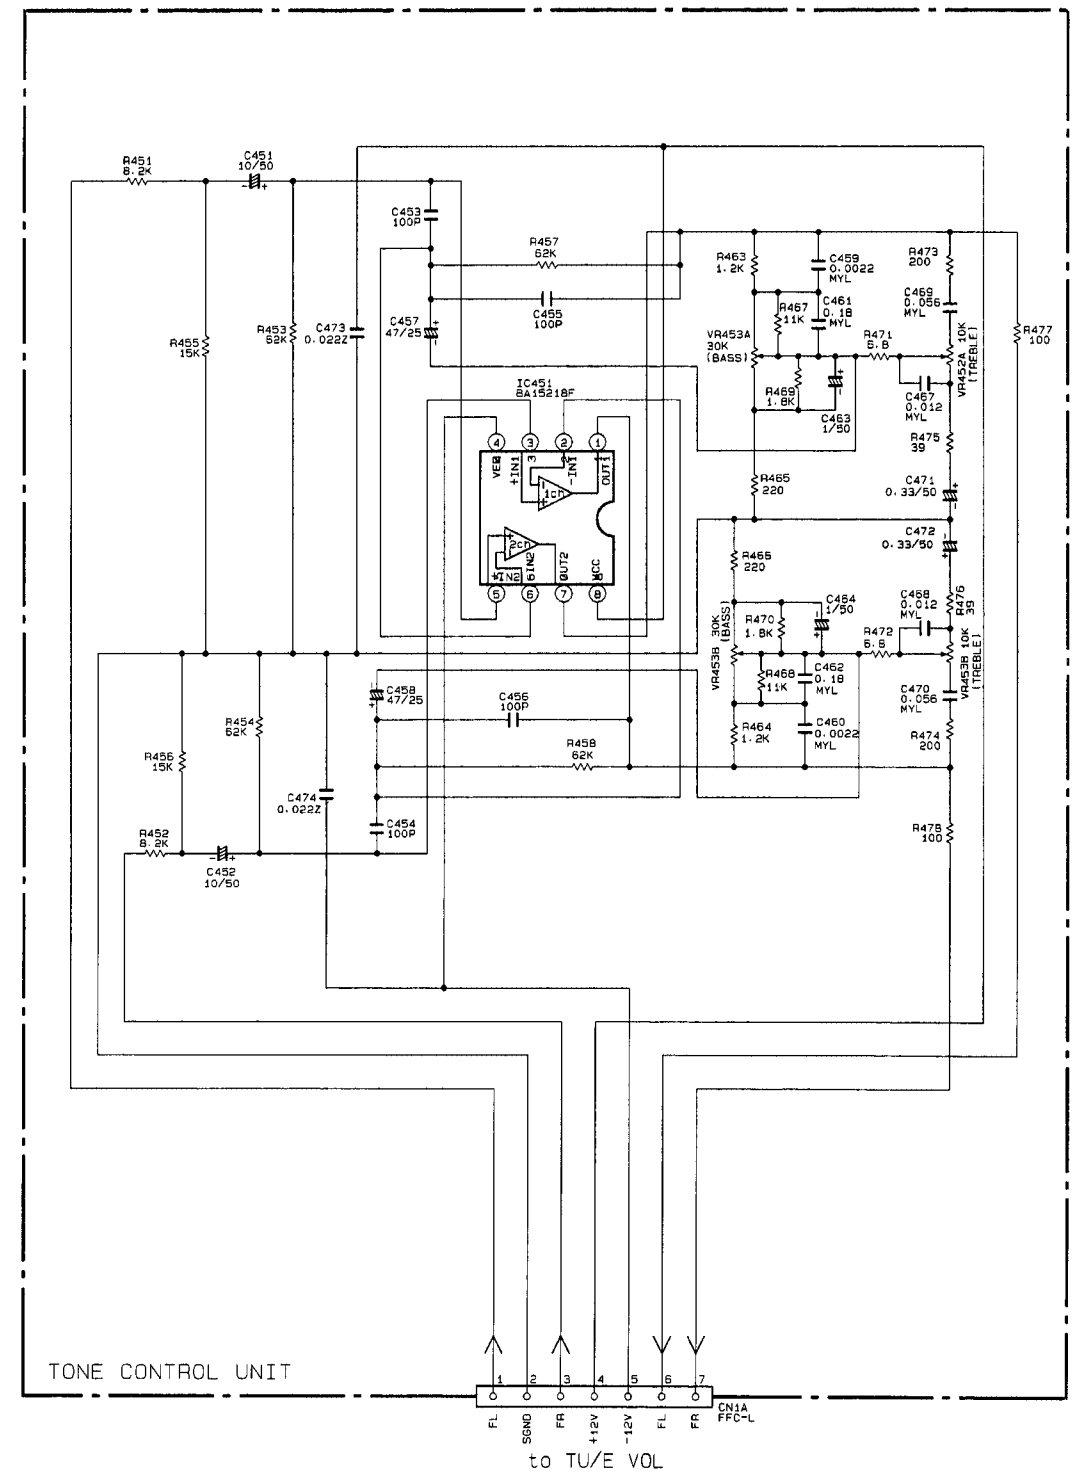 R451
8.2K
C451
10/50
- +
C453
100P
R457
62K
C455
100P
C457
47/25
+
-
R455
15K
R453
62K
C473
0.022Z
R463
1.2K
C459
0.0022
MYL
R473
200
R467
11K
C461
0.18
MYL
C469
0.056
MYL
R477
100
VR453A
30K
(BASS)
R471
6.8
VR452A 10K
(TREBLE)
R469
1.8K
C463
1/50
+
-
C467
0.012
MYL
R475
39
IC451
BA15218F
4
3
2
1
VEE
+IN1
3
2
-IN1
OUT1
1
-
+
1ch
R465
220
C471
0.33/50
+
-
C472
0.33/50
-
+
+
-
2ch
+IN2
6IN2
OUT2
VCC
8
5
6
7
8
R466
220
C464
1/50
-
+
C468
0.012
MYL
R476
39
VR453B 30K
(BASS)
R470
1.8K
R472
6.8
VR453B 10K
(TREBLE)
R468
11K
C462
0.18
MYL
C470
0.056
MYL
C458
47/25
+
-
C456
100P
R464
1.2K
C460
0.0022
MYL
R474
200
R454
62K
R456
15K
R458
62K
C474
0.022Z
C454
100P
R478
100
R452
8.2K
C452
10/50
- +
TONE CONTROL UNIT
1 2 3 4 5 6 7
CN1A
FFC-L
FL
SGND
FR
+12V
-12V
FL
FR
to TU/E VOL